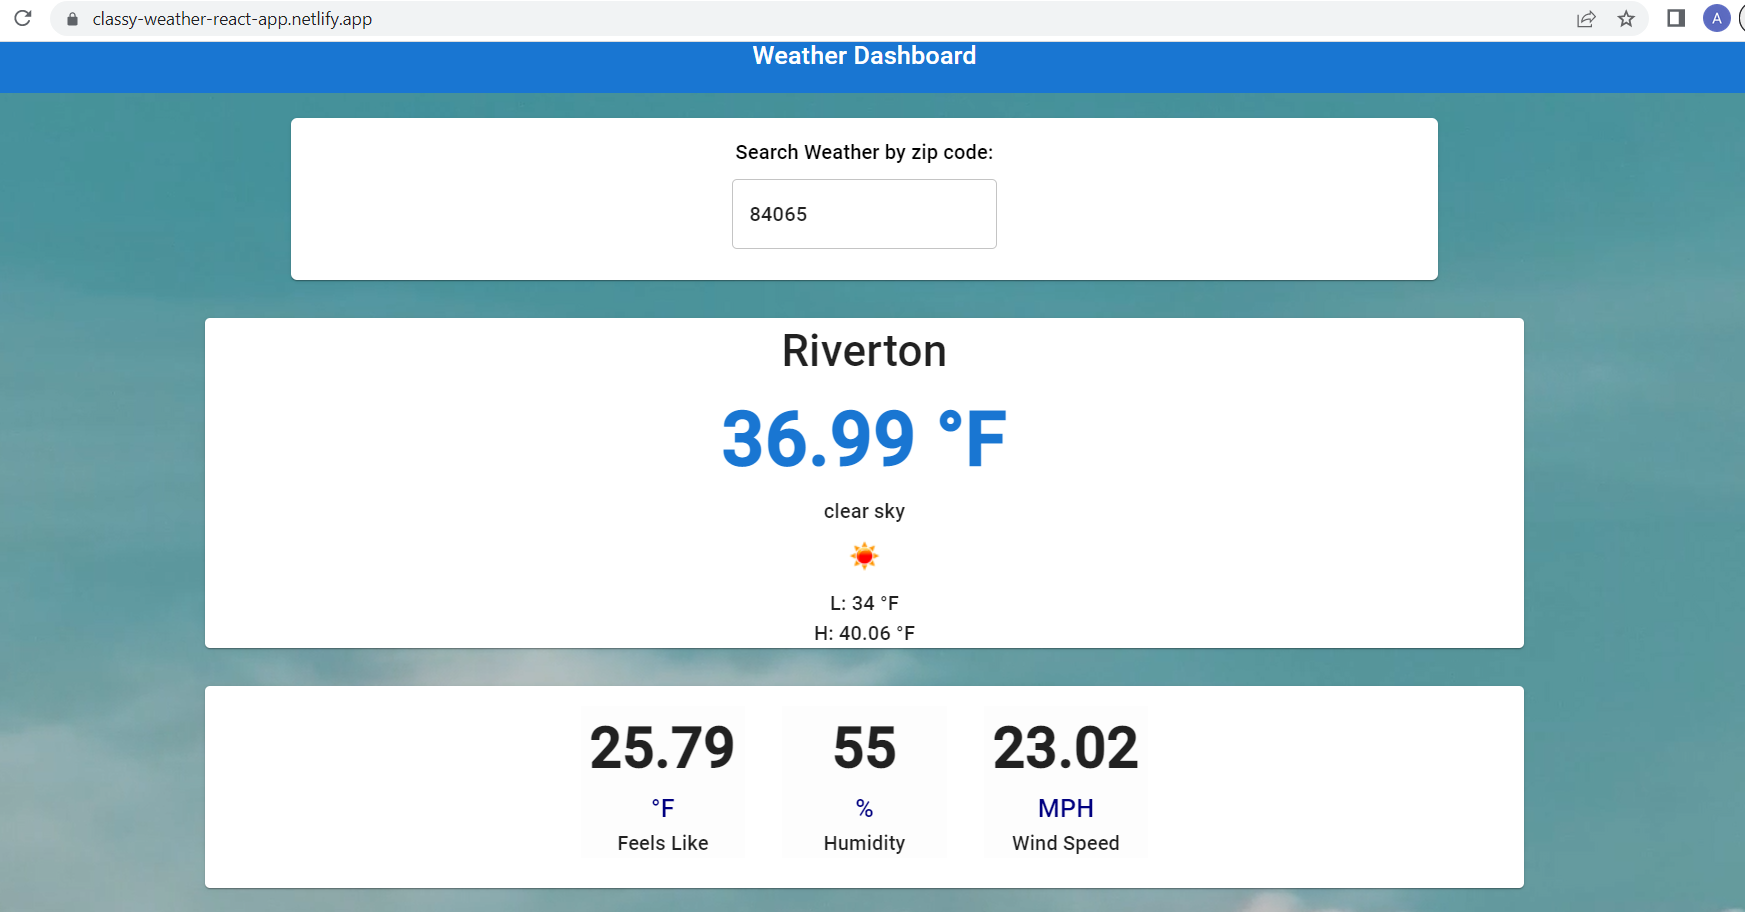 classy-weather-react-app.netlify.app
A
Weather Dashboard
Search Weather by zip code:
84065
Riverton
36.99 °F
clear sky
L: 34 °F
H: 40.06 °F
25.79 55 23.02
°F % MPH
Feels Like Humidity Wind Speed